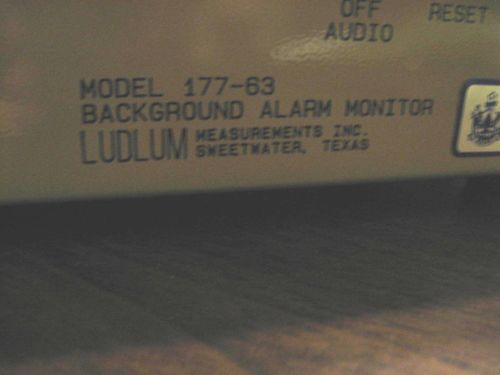 OFF
RESET
AUDIO
MODEL 177-63
BACKGROUND ALARM MONITOR
LUDLUM MEASUREMENTS INC.
SWEETWATER, TEXAS